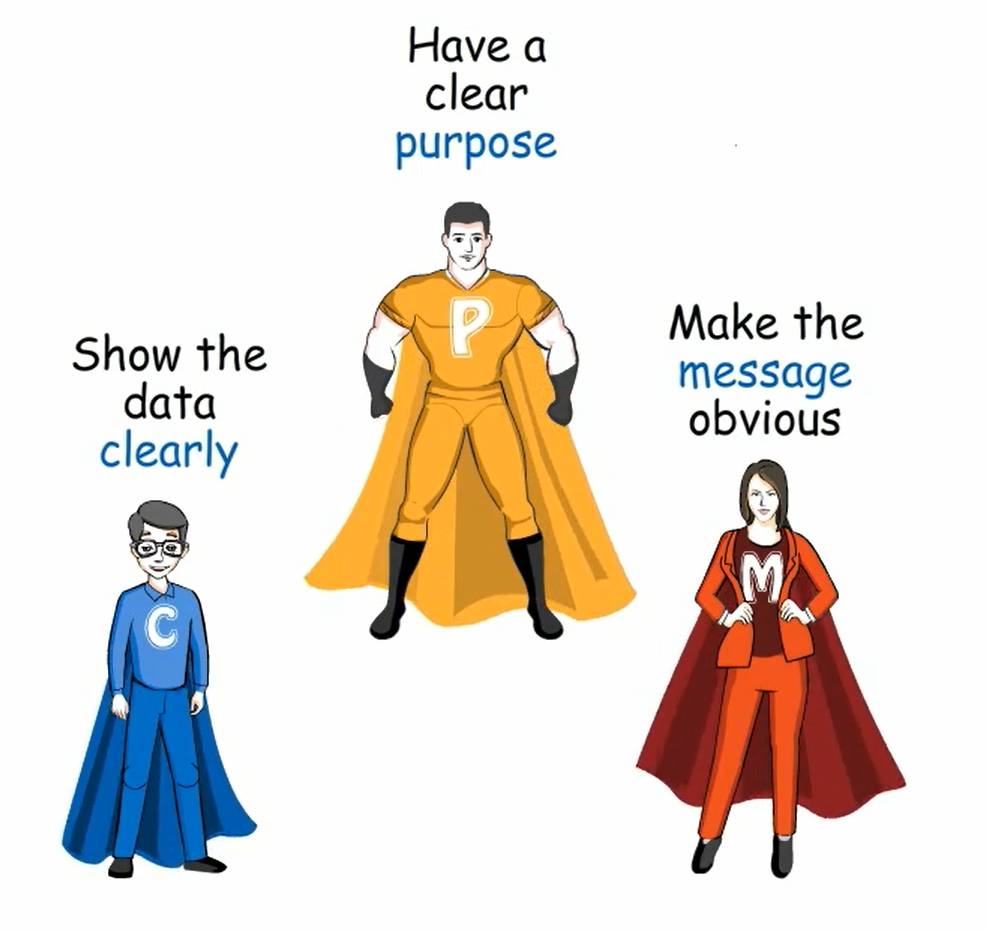 Have a
clear
purpose
P
Show the
data
clearly
C
Make the
message
obvious
M